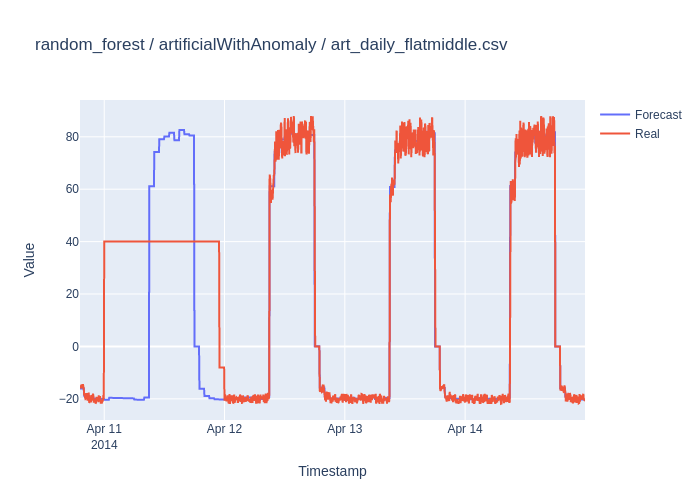 random_forest / artificialWithAnomaly / art_daily_flatmiddle.csv
Forecast
Real
80
60
40
20
0
−20
Value
Apr 11
2014
Apr 12
Apr 13
Apr 14
Timestamp